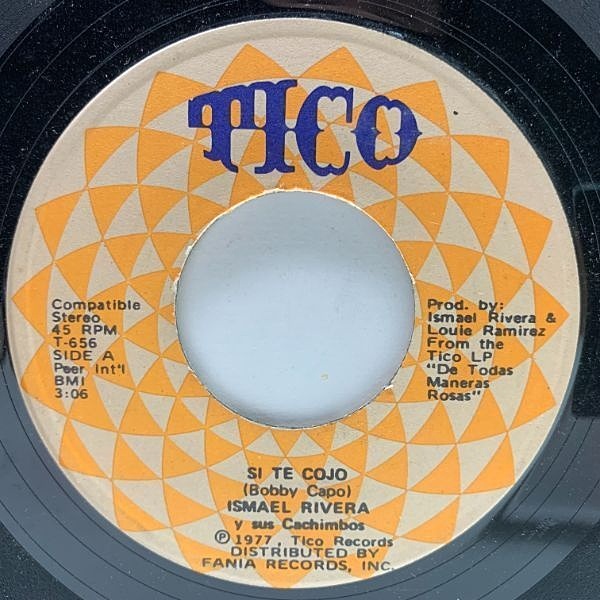 TICO
Compatible
Stereo
45 RPM
T-656
SIDE A
Peer Int'l
BMI
3:06
Prod. by:
Ismael Rivera &
Louie Ramirez
From the
Tico LP
"De Todas
Maneras
Rosas"
SI TE COJO
(Bobby Capo)
ISMAEL RIVERA
y sus Cachimbos
Ⓟ 1977, Tico Records
DISTRIBUTED BY
FANIA RECORDS, INC.